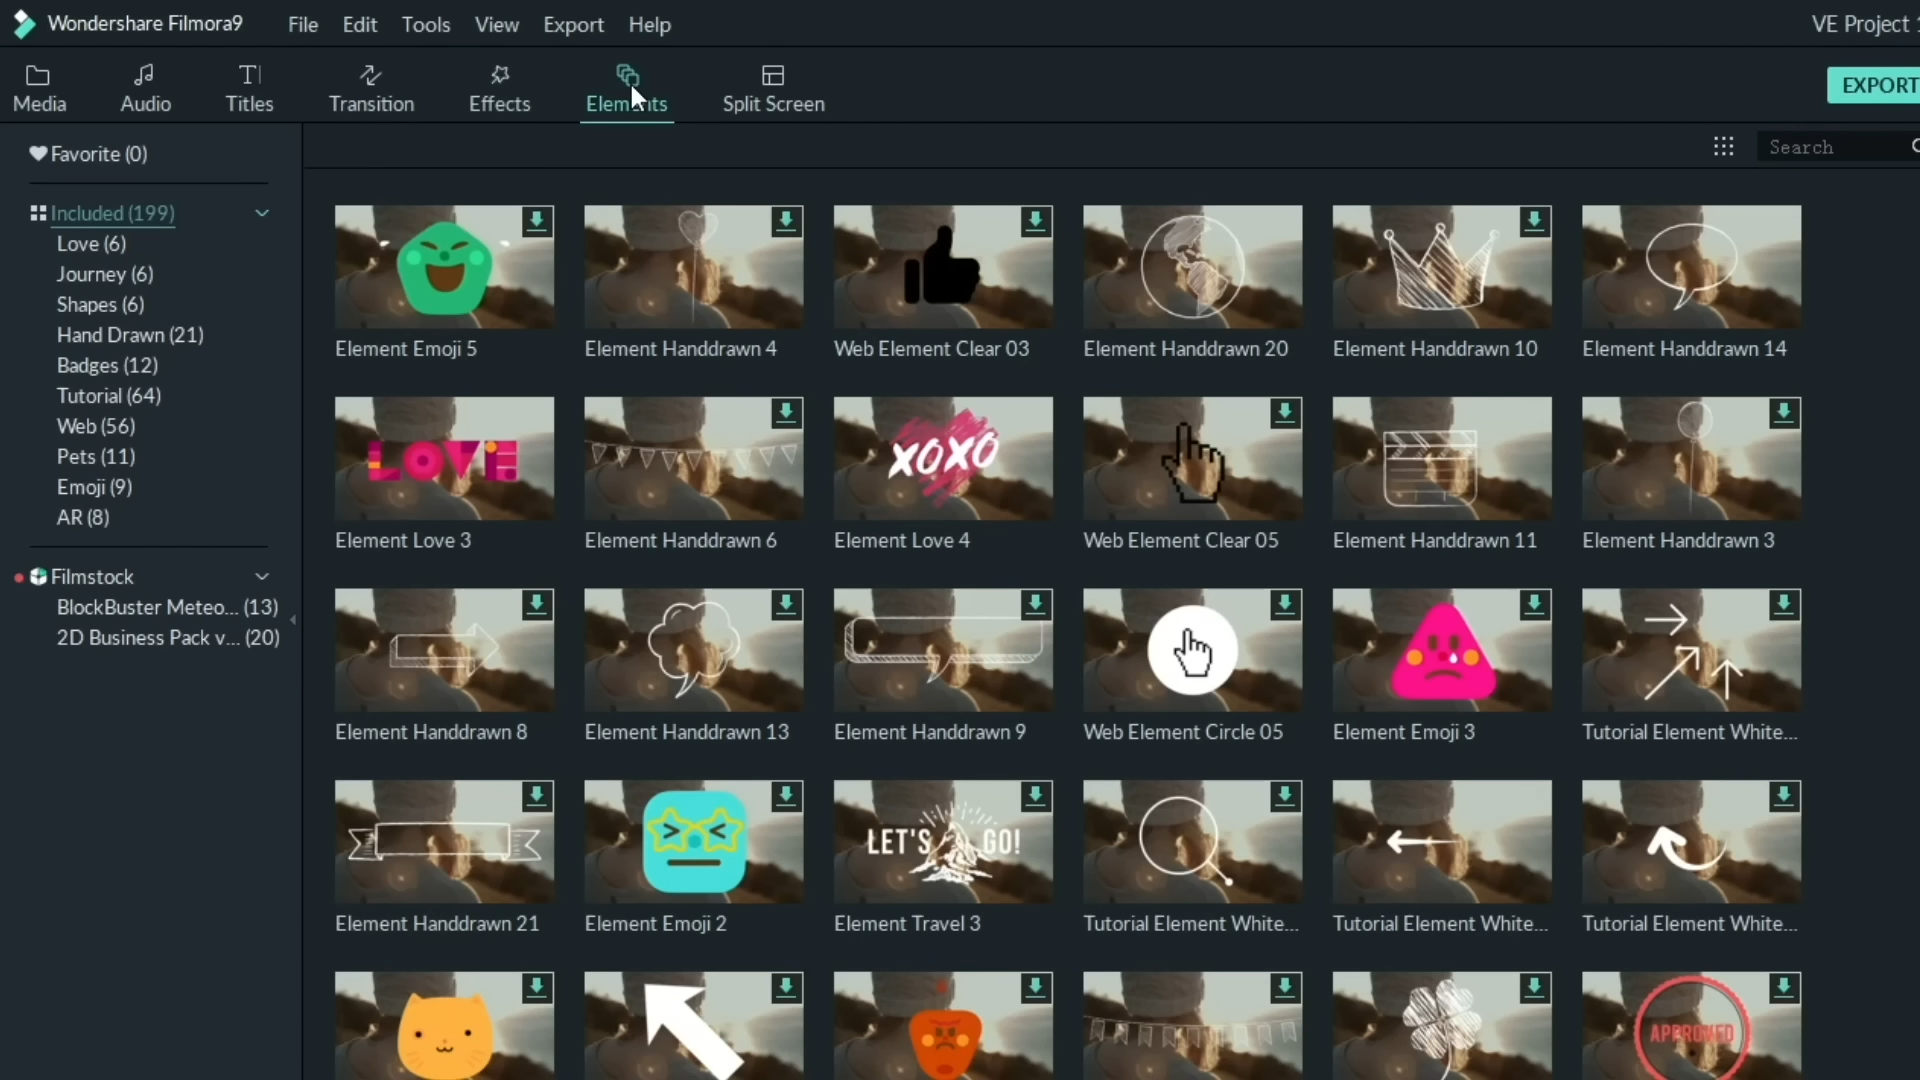 Wondershare Filmora9 File Edit Tools View Export Help VE Project 1
Media Audio Titles Transition Effects Elements Split Screen EXPORT
Favorite (0)
Search
Included (199)
Love (6)
Journey (6)
Shapes (6)
Hand Drawn (21)
Badges (12)
Tutorial (64)
Web (56)
Pets (11)
Emoji (9)
AR (8)
Filmstock
BlockBuster Meteo... (13)
2D Business Pack v... (20)
Element Emoji 5 Element Handdrawn 4 Web Element Clear 03 Element Handdrawn 20 Element Handdrawn 10 Element Handdrawn 14
LOVE XOXO
Element Love 3 Element Handdrawn 6 Element Love 4 Web Element Clear 05 Element Handdrawn 11 Element Handdrawn 3
Element Handdrawn 8 Element Handdrawn 13 Element Handdrawn 9 Web Element Circle 05 Element Emoji 3 Tutorial Element White...
LET'S GO!
Element Handdrawn 21 Element Emoji 2 Element Travel 3 Tutorial Element White... Tutorial Element White... Tutorial Element White...
APPROVED